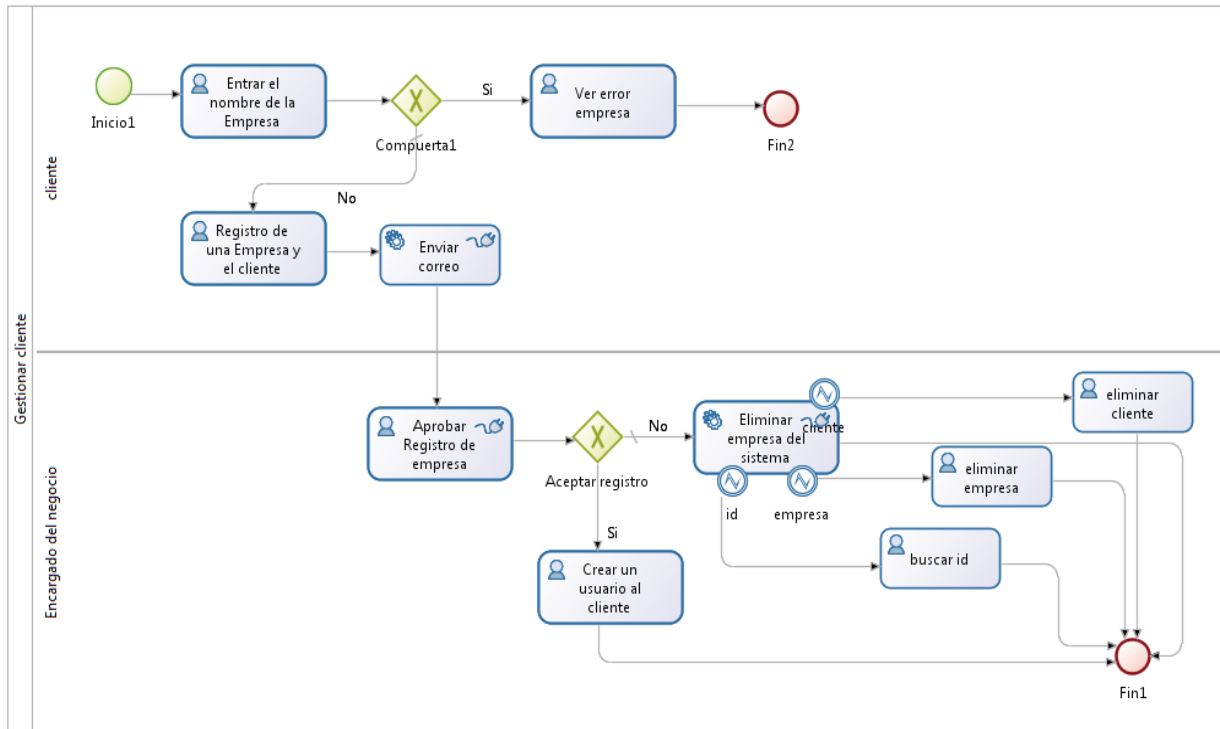 Gestionar cliente
cliente
Inicio1
Entrar el
nombre de la
Empresa
Compuerta1
Si
Ver error
empresa
Fin2
No
Registro de
una Empresa y
el cliente
Enviar
correo
Encargado del negocio
Aprobar
Registro de
empresa
Aceptar registro
No
Eliminar
empresa del
sistema
cliente
eliminar
cliente
id
empresa
eliminar
empresa
buscar id
Si
Crear un
usuario al
cliente
Fin1